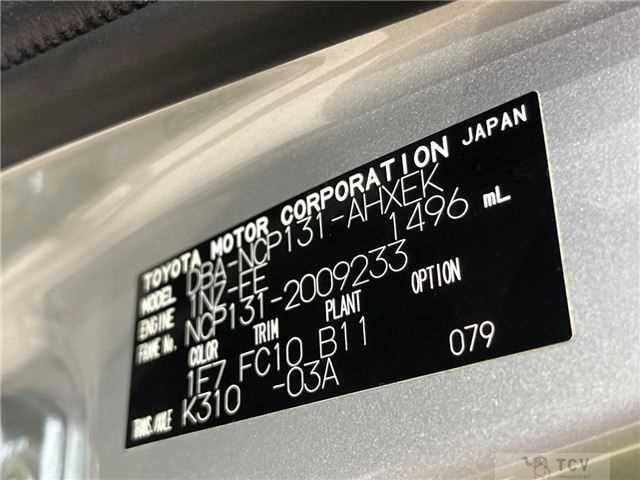 TOYOTA MOTOR CORPORATION JAPAN
MODEL DBA-NCP131-AHXEK
ENGINE 1NZ-FE 1496 mL
FRAME No. NCP131-2009233
COLOR TRIM PLANT OPTION
1E7 FC10 B11
TRANS./AXLE K310 -03A 079
TCV